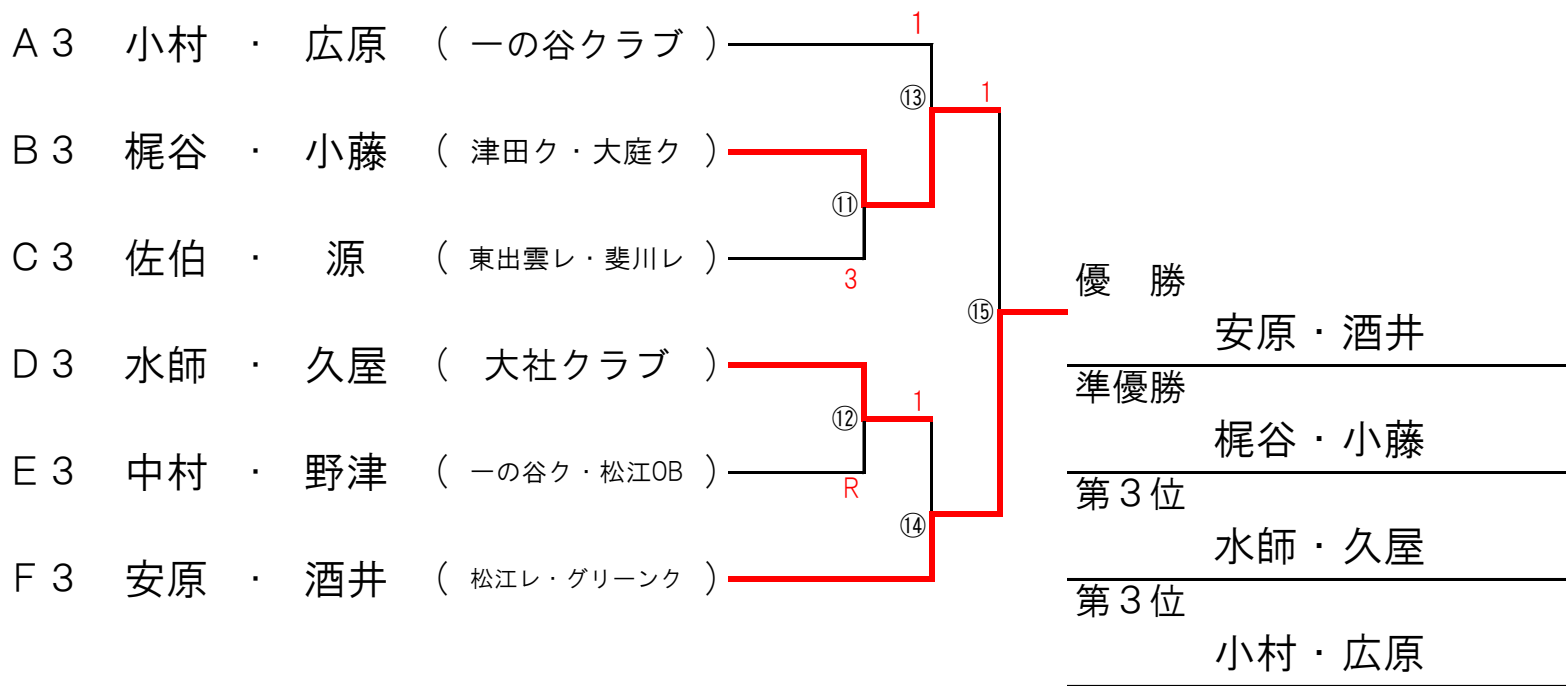 1
A３ 小村 ・ 広原 ( 一の谷クラブ )
⑬ 1
B３ 梶谷 ・ 小藤 ( 津田ク・大庭ク )
⑪
C３ 佐伯 ・ 源 ( 東出雲レ・斐川レ )
3
優　勝
⑮
安原・酒井
D３ 水師 ・ 久屋 ( 大社クラブ )
準優勝
⑫ 1
梶谷・小藤
E３ 中村 ・ 野津 ( 一の谷ク・松江OB )
R
第３位
⑭
水師・久屋
F３ 安原 ・ 酒井 ( 松江レ・グリーンク )
第３位
小村・広原